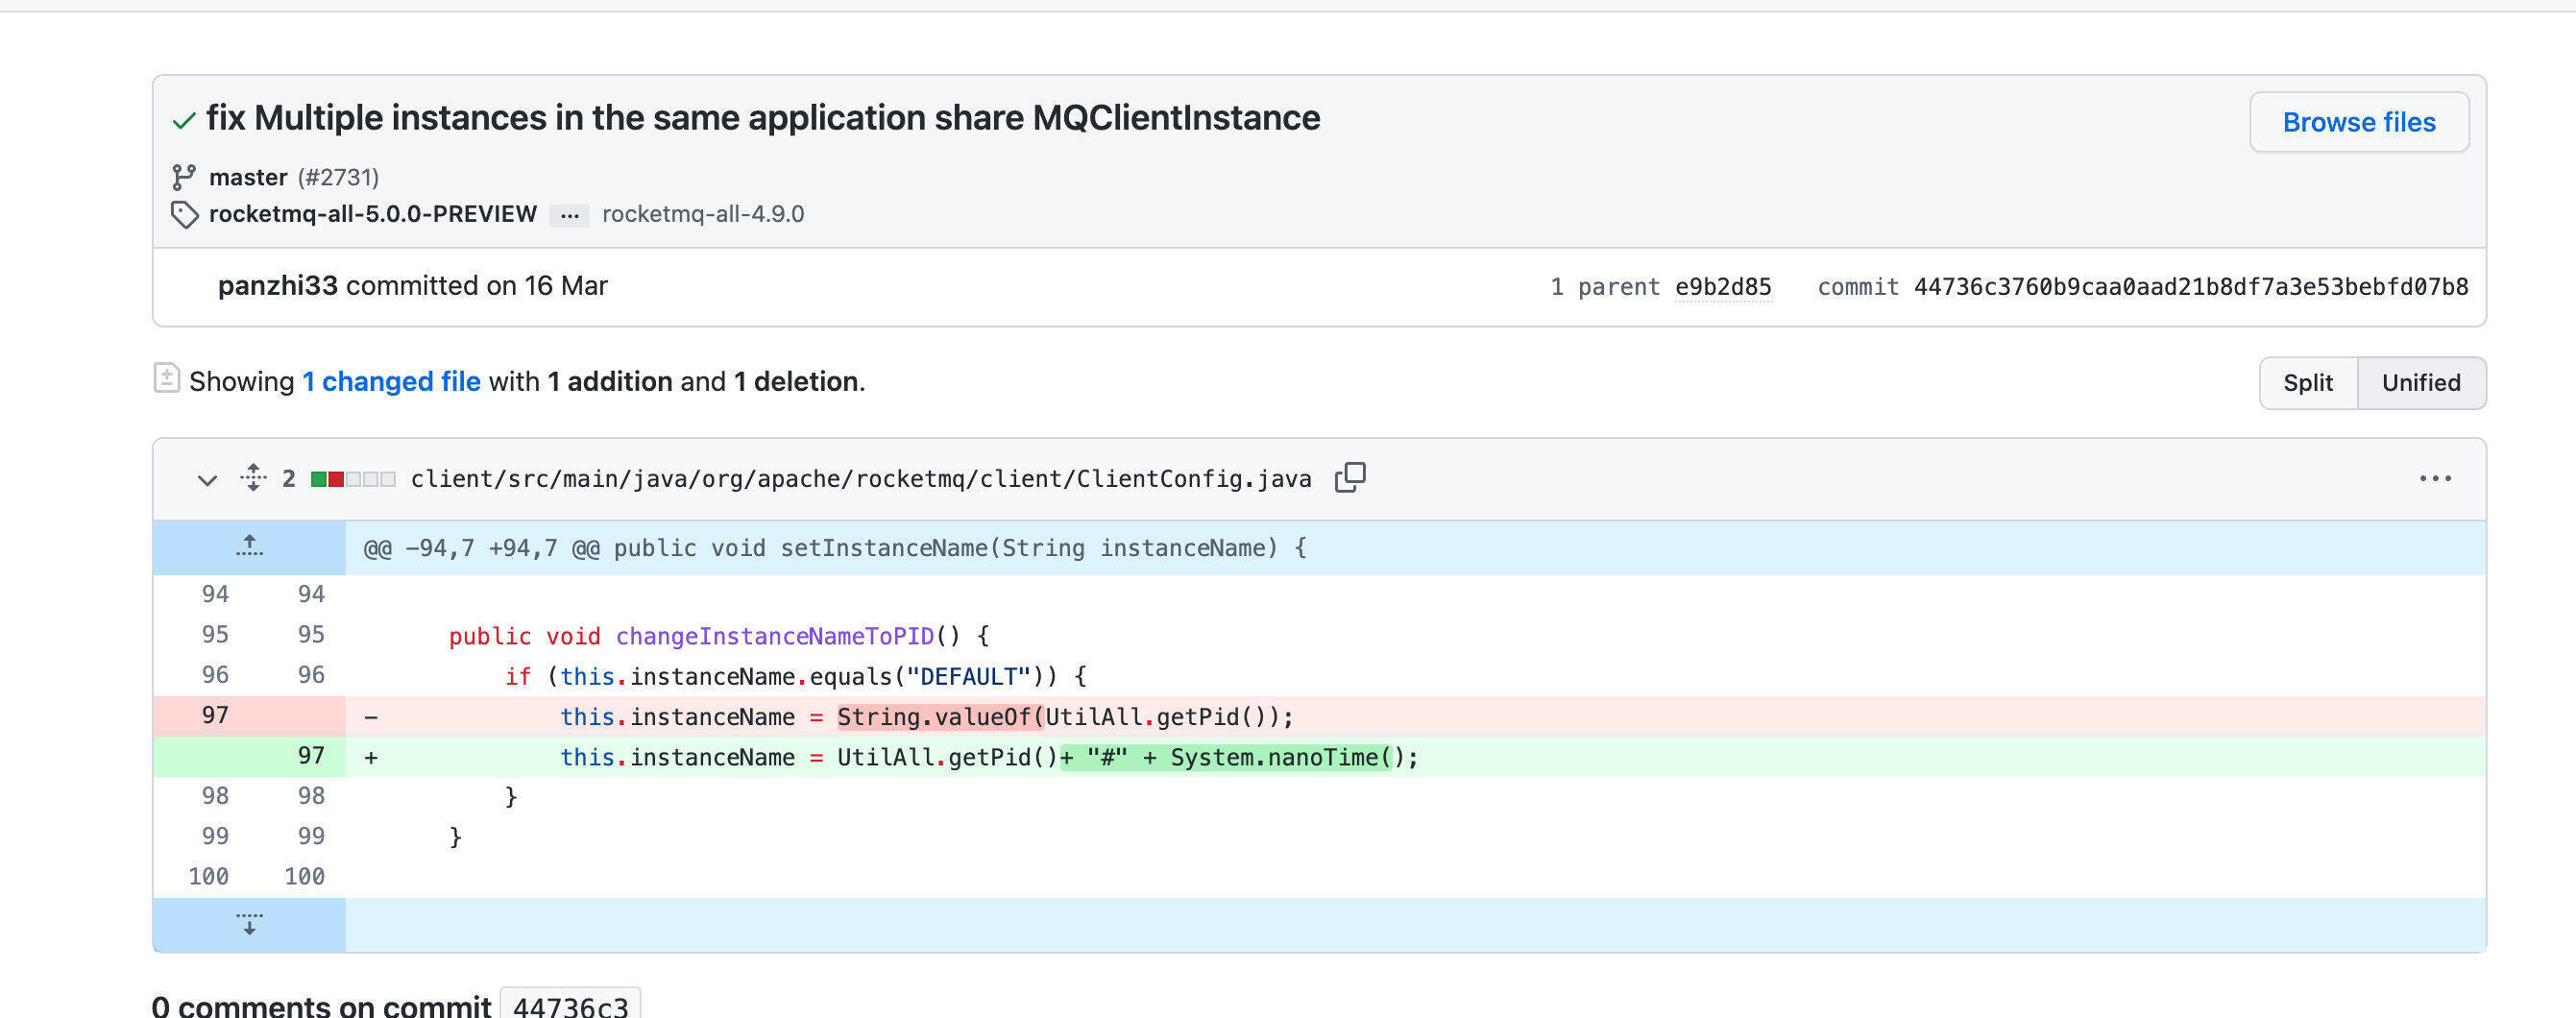 fix Multiple instances in the same application share MQClientInstance
Browse files
master (#2731)
rocketmq-all-5.0.0-PREVIEW ... rocketmq-all-4.9.0
panzhi33 committed on 16 Mar
1 parent e9b2d85 commit 44736c3760b9caa0aad21b8df7a3e53bebfd07b8
Showing 1 changed file with 1 addition and 1 deletion.
Split Unified
2 client/src/main/java/org/apache/rocketmq/client/ClientConfig.java
@@ -94,7 +94,7 @@ public void setInstanceName(String instanceName) {
94 94
95 95 public void changeInstanceNameToPID() {
96 96 if (this.instanceName.equals("DEFAULT")) {
97 - this.instanceName = String.valueOf(UtilAll.getPid());
97 + this.instanceName = UtilAll.getPid()+ "#" + System.nanoTime();
98 98 }
99 99 }
100 100
0 comments on commit 44736c3